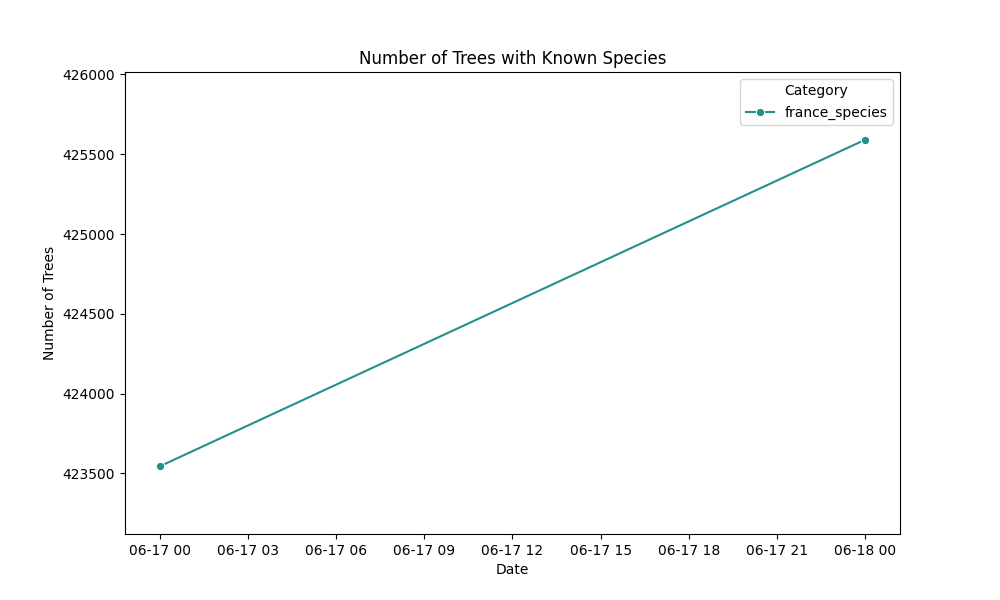 Number of Trees with Known Species
Category
france_species
426000
425500
425000
424500
424000
423500
Number of Trees
06-17 00 06-17 03 06-17 06 06-17 09 06-17 12 06-17 15 06-17 18 06-17 21 06-18 00
Date